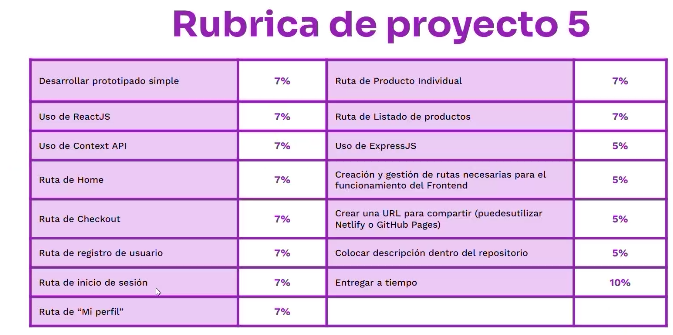 Rubrica de proyecto 5
Desarrollar prototipado simple 7% Ruta de Producto Individual 7%
Uso de ReactJS 7% Ruta de Listado de productos 7%
Uso de Context API 7% Uso de ExpressJS 5%
Ruta de Home 7% Creación y gestión de rutas necesarias para el
funcionamiento del Frontend 5%
Ruta de Checkout 7% Crear una URL para compartir (puedesutilizar
Netlify o GitHub Pages) 5%
Ruta de registro de usuario 7% Colocar descripción dentro del repositorio 5%
Ruta de inicio de sesión 7% Entregar a tiempo 10%
Ruta de “Mi perfil” 7%